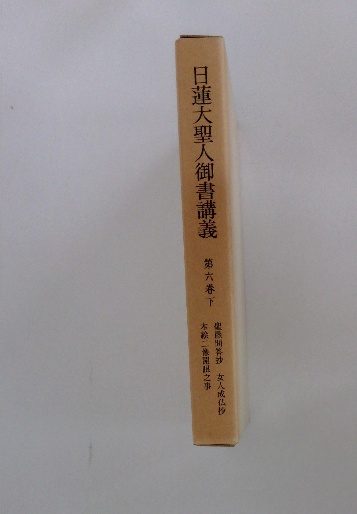 日蓮大聖人御書講義
第六巻下
聖愚問答抄 女人成仏抄
木絵二像開眼之事